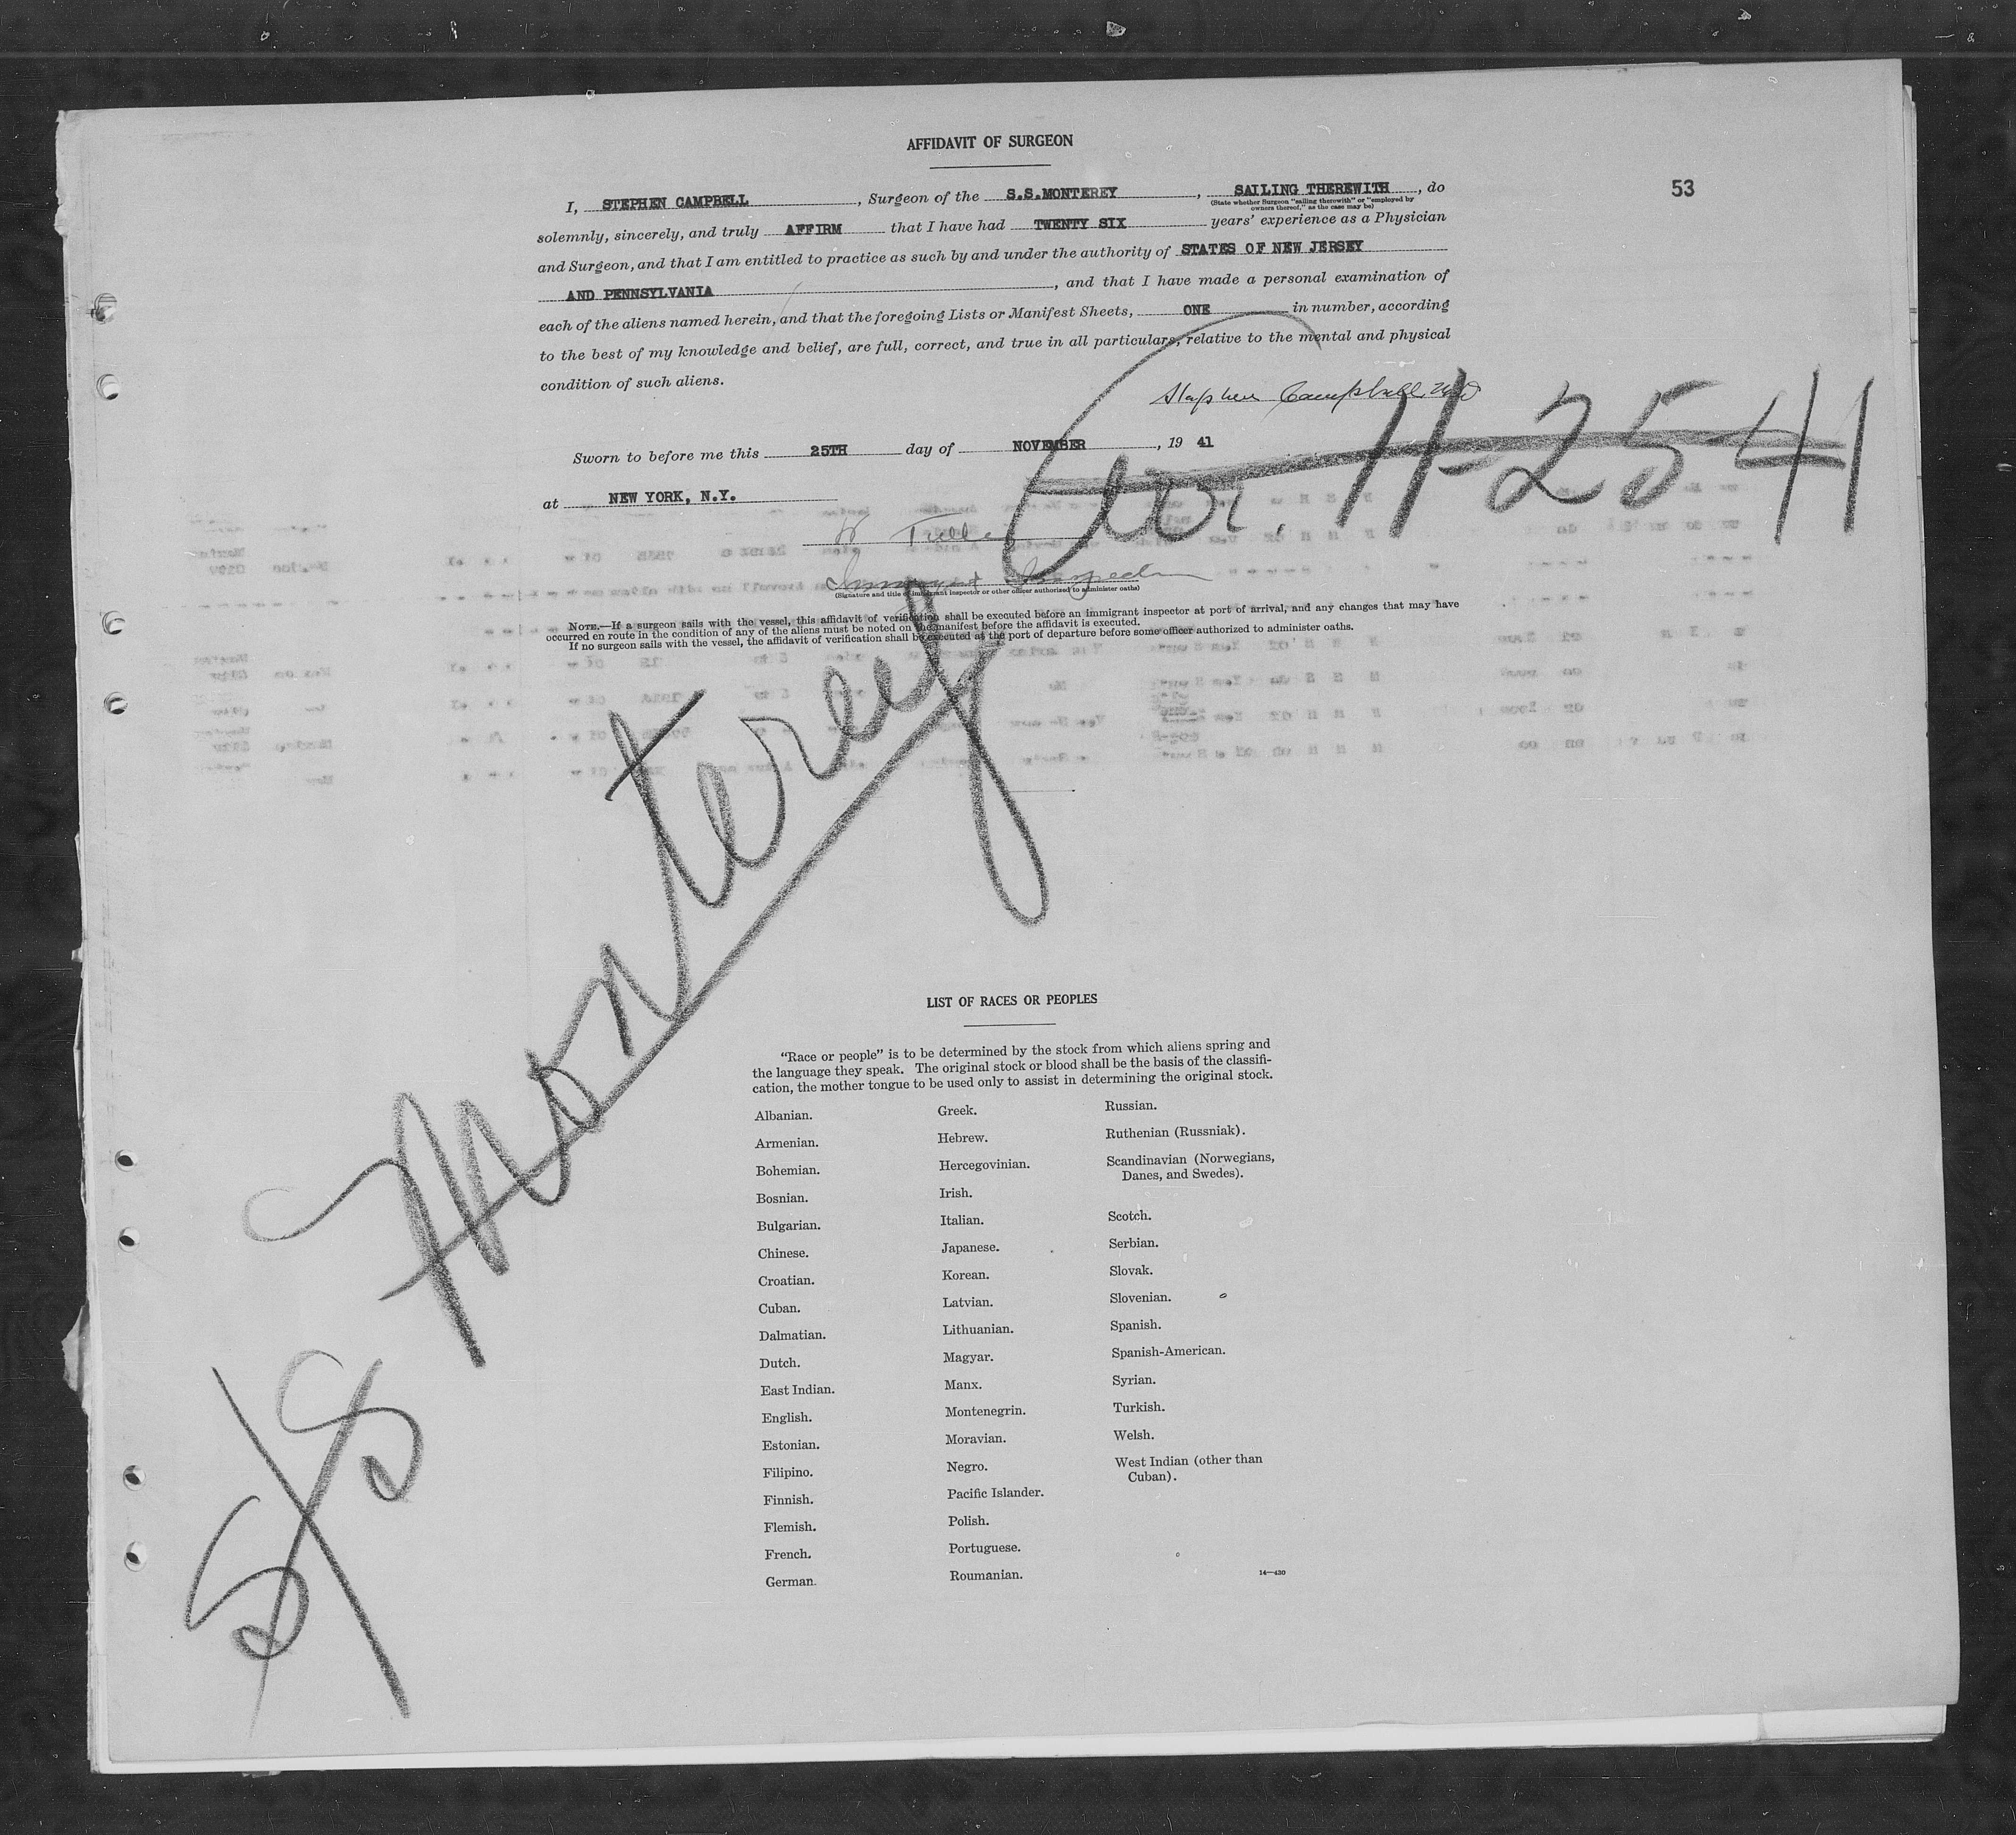 AFFIDAVIT OF SURGEON
53
I, STEPHEN CAMPBELL, Surgeon of the S.S.MONTEREY, SAILING THEREWITH, do
(State whether Surgeon "sailing therewith" or "employed by
owners thereof," as the case may be)
solemnly, sincerely, and truly AFFIRM that I have had TWENTY SIX years' experience as a Physician
and Surgeon, and that I am entitled to practice as such by and under the authority of STATES OF NEW JERSEY
AND PENNSYLVANIA, and that I have made a personal examination of
each of the aliens named herein, and that the foregoing Lists or Manifest Sheets, ONE in number, according
to the best of my knowledge and belief, are full, correct, and true in all particulars, relative to the mental and physical
condition of such aliens.
Stephen Campbell, MD
Sworn to before me this 25TH day of NOVEMBER, 19 41
11-25-41
at NEW YORK, N.Y.
Immigrant Inspector
(Signature and title of immigrant inspector or other officer authorized to administer oaths)
NOTE.—If a surgeon sails with the vessel, this affidavit of verification shall be executed before an immigrant inspector at port of arrival, and any changes that may have
occurred en route in the condition of any of the aliens must be noted on the manifest before the affidavit is executed.
If no surgeon sails with the vessel, the affidavit of verification shall be executed at the port of departure before some officer authorized to administer oaths.
S/S Monterey
LIST OF RACES OR PEOPLES
"Race or people" is to be determined by the stock from which aliens spring and
the language they speak. The original stock or blood shall be the basis of the classifi-
cation, the mother tongue to be used only to assist in determining the original stock.
Albanian.
Armenian.
Bohemian.
Bosnian.
Bulgarian.
Chinese.
Croatian.
Cuban.
Dalmatian.
Dutch.
East Indian.
English.
Estonian.
Filipino.
Finnish.
Flemish.
French.
German.
Greek.
Hebrew.
Hercegovinian.
Irish.
Italian.
Japanese.
Korean.
Latvian.
Lithuanian.
Magyar.
Manx.
Montenegrin.
Moravian.
Negro.
Pacific Islander.
Polish.
Portuguese.
Roumanian.
Russian.
Ruthenian (Russniak).
Scandinavian (Norwegians,
Danes, and Swedes).
Scotch.
Serbian.
Slovak.
Slovenian.
Spanish.
Spanish-American.
Syrian.
Turkish.
Welsh.
West Indian (other than
Cuban).
14—430